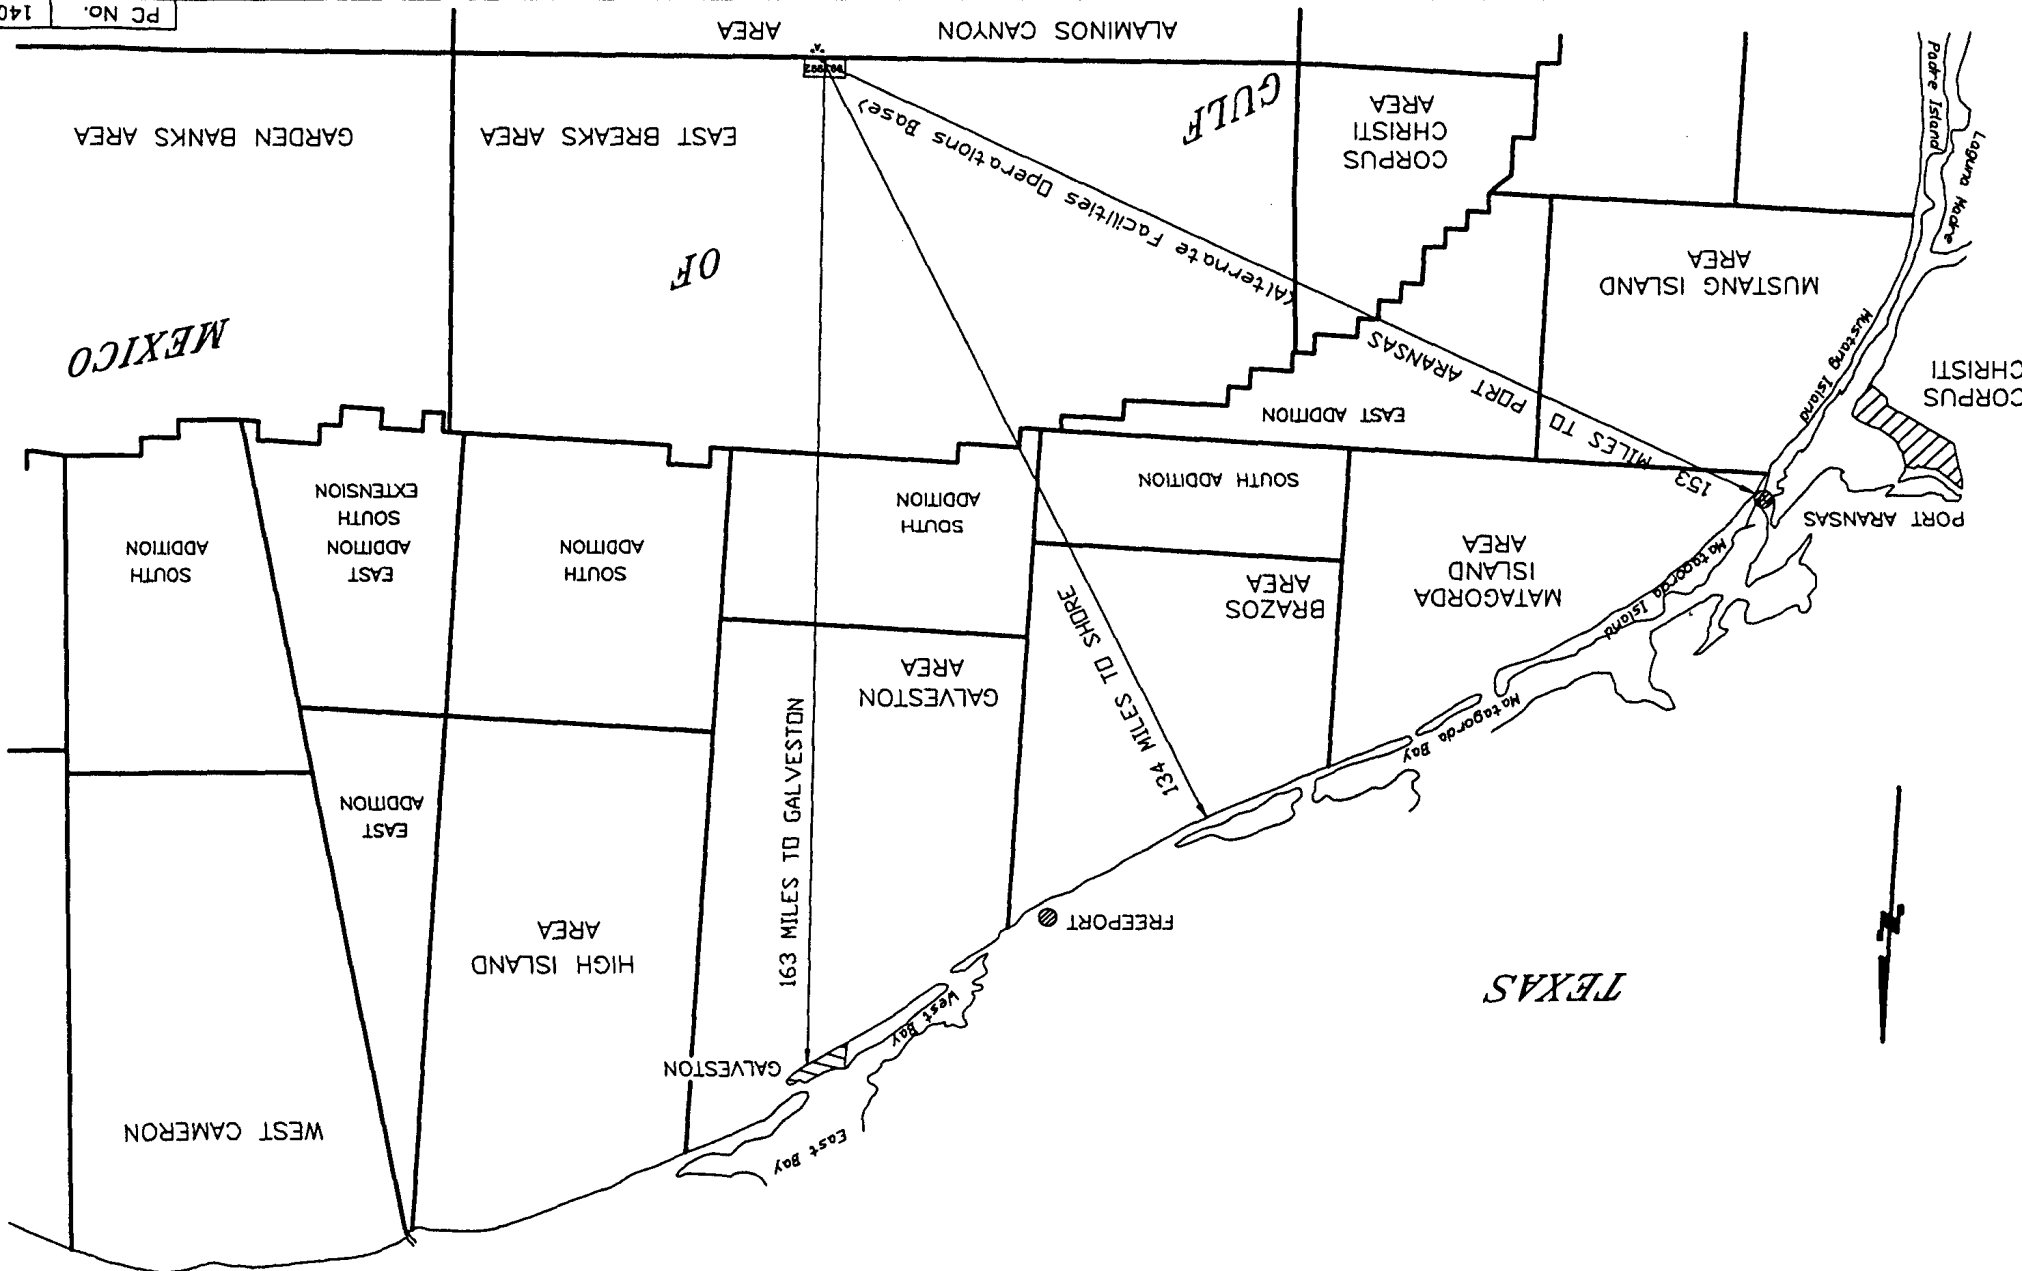 TEXAS
WEST CAMERON
East Bay
GALVESTON
West Bay
HIGH ISLAND
AREA
FREEPORT
163 MILES TO GALVESTON
EAST
ADDITION
134 MILES TO SHORE
Matagorda Bay
GALVESTON
AREA
BRAZOS
AREA
MATAGORDA
ISLAND
AREA
Matagorda Island
PORT ARANSAS
SOUTH
ADDITION
EAST
ADDITION
SOUTH
EXTENSION
SOUTH
ADDITION
SOUTH
ADDITION
SOUTH ADDITION
153 MILES TO PORT ARANSAS
(Alternate Facilities Operations Base)
EAST ADDITION
CORPUS
CHRISTI
Mustang Island
MUSTANG ISLAND
AREA
GULF
OF
MEXICO
CORPUS
CHRISTI
AREA
Laguna Madre
Padre Island
EAST BREAKS AREA
GARDEN BANKS AREA
"A"
ALAMINOS CANYON AREA
PC No.